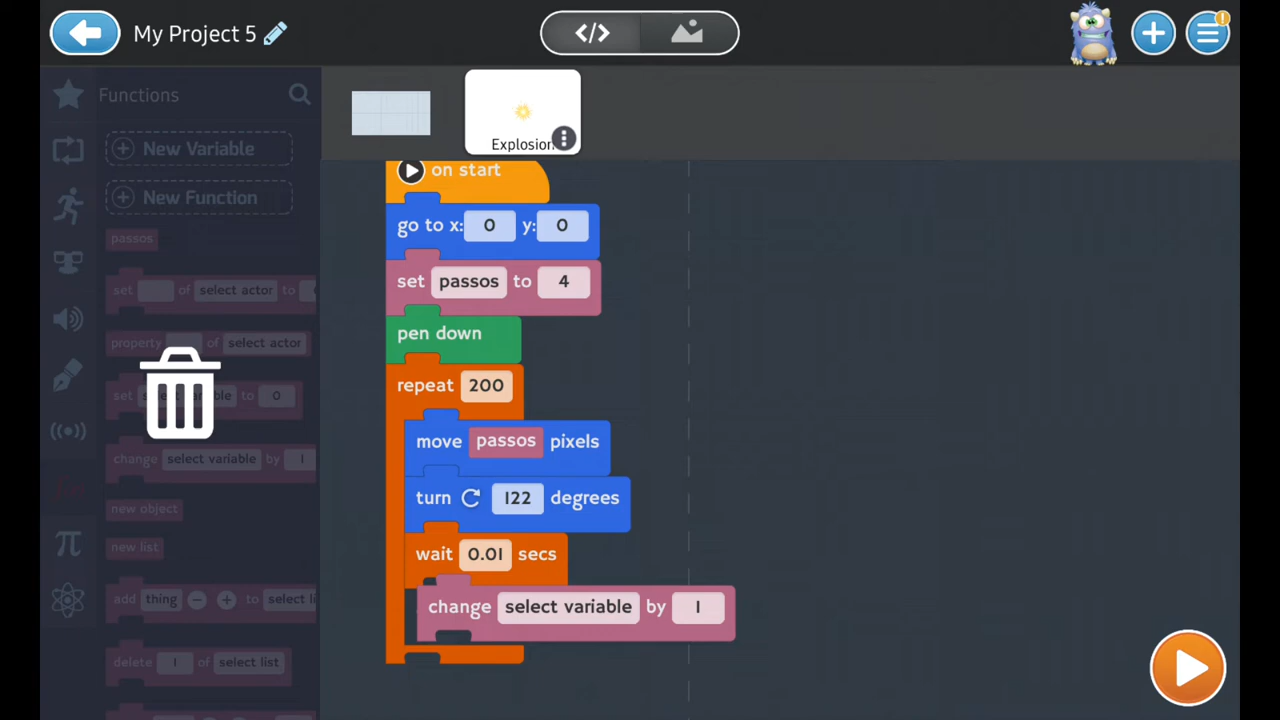 My Project 5
</>
Functions
New Variable
New Function
passos
set of select actor to
property of select actor
set select variable to 0
change select variable by 1
new object
new list
add thing − + to select li
delete 1 of select list
Explosion
on start
go to x: 0 y: 0
set passos to 4
pen down
repeat 200
move passos pixels
turn 122 degrees
wait 0.01 secs
change select variable by 1